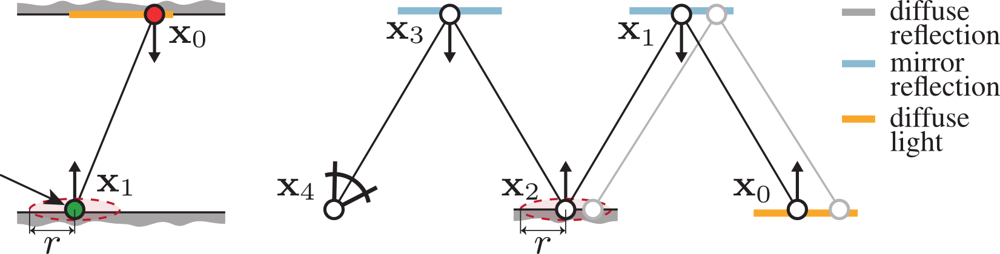 x₀
x₁
r
x₃
x₄
x₂
r
x₁
x₀
diffuse
reflection
mirror
reflection
diffuse
light